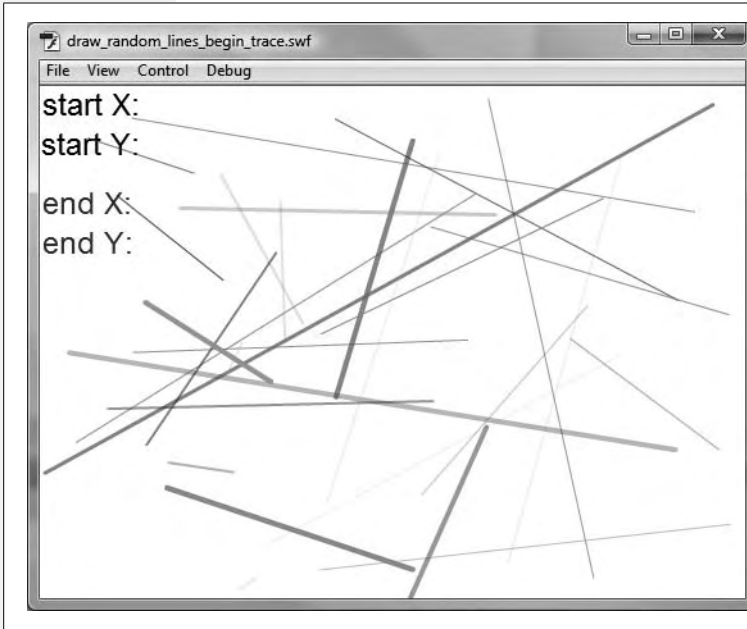 draw_random_lines_begin_trace.swf
File View Control Debug
start X:
start Y:
end X:
end Y: